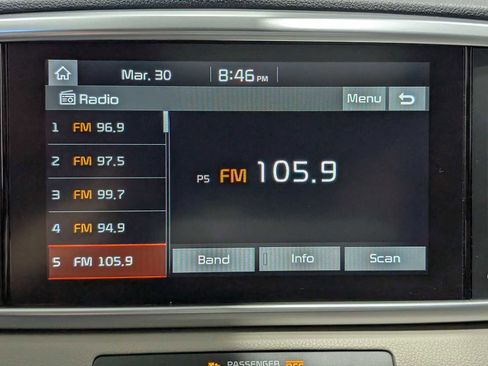 Mar. 30 8:46 PM
Radio Menu
1 FM 96.9
2 FM 97.5
3 FM 99.7
4 FM 94.9
5 FM 105.9
P5 FM 105.9
Band Info Scan
PASSENGER OFF